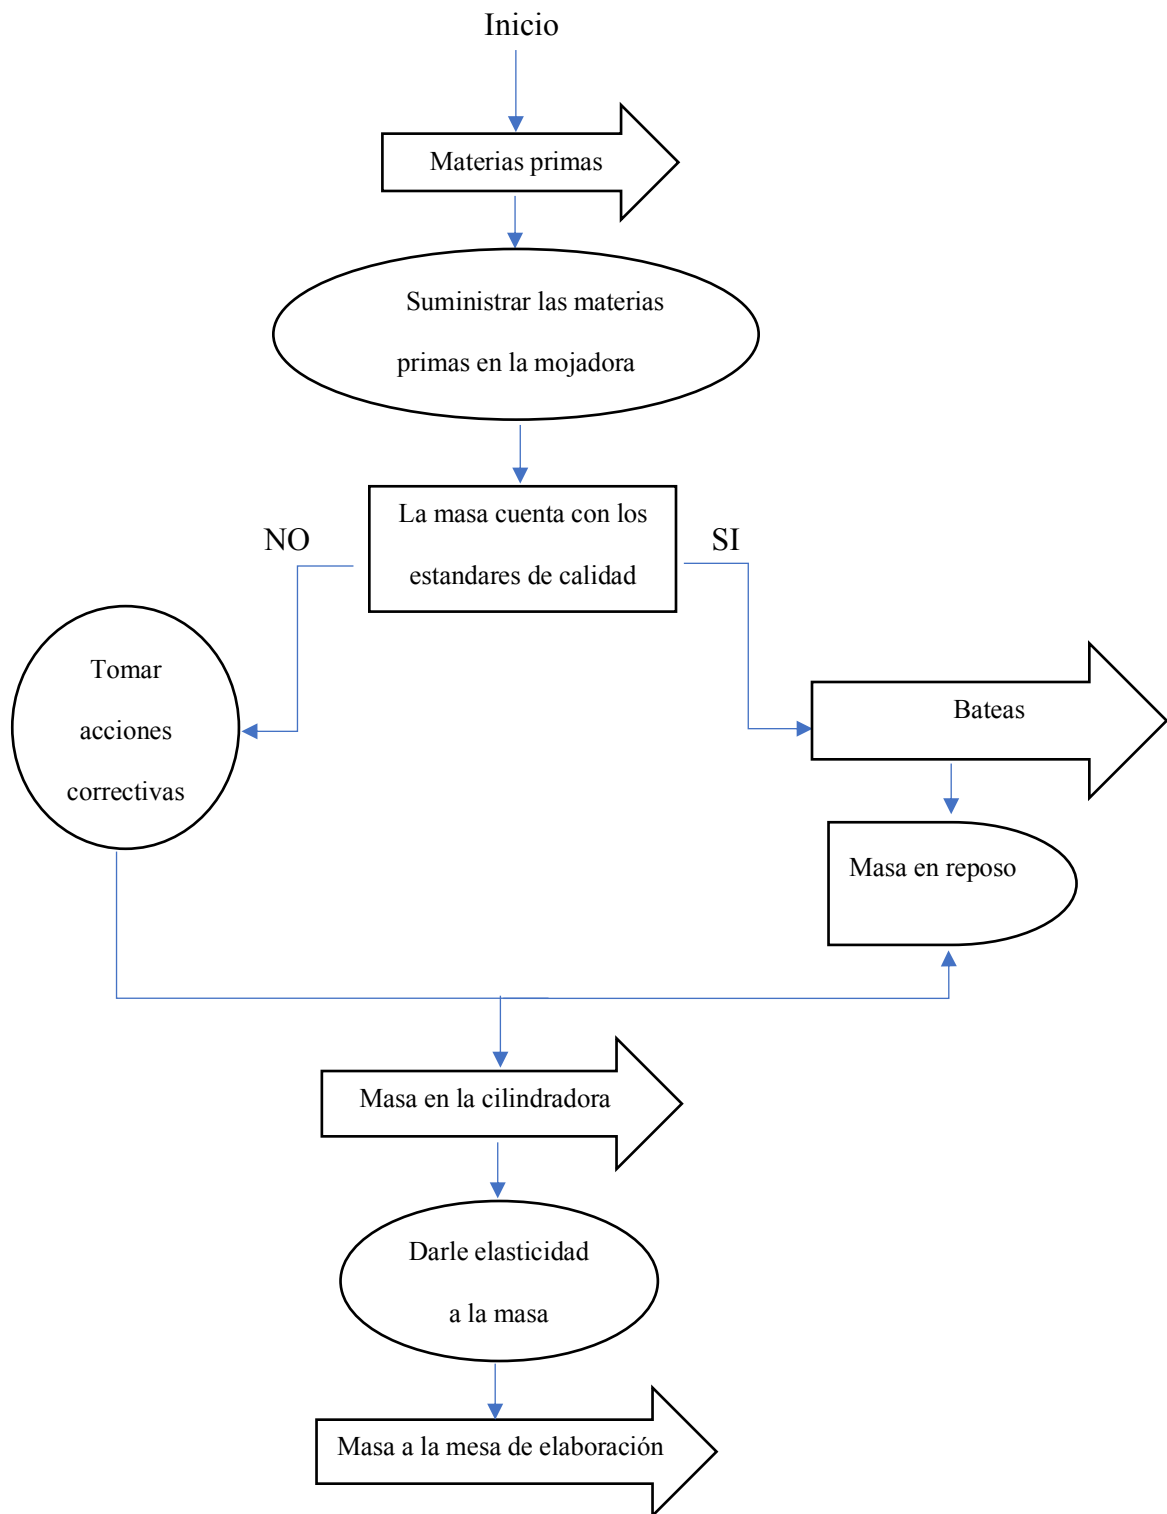 Inicio
Materias primas
Suministrar las materias
primas en la mojadora
La masa cuenta con los
estandares de calidad
NO
SI
Tomar
acciones
correctivas
Bateas
Masa en reposo
Masa en la cilindradora
Darle elasticidad
a la masa
Masa a la mesa de elaboración